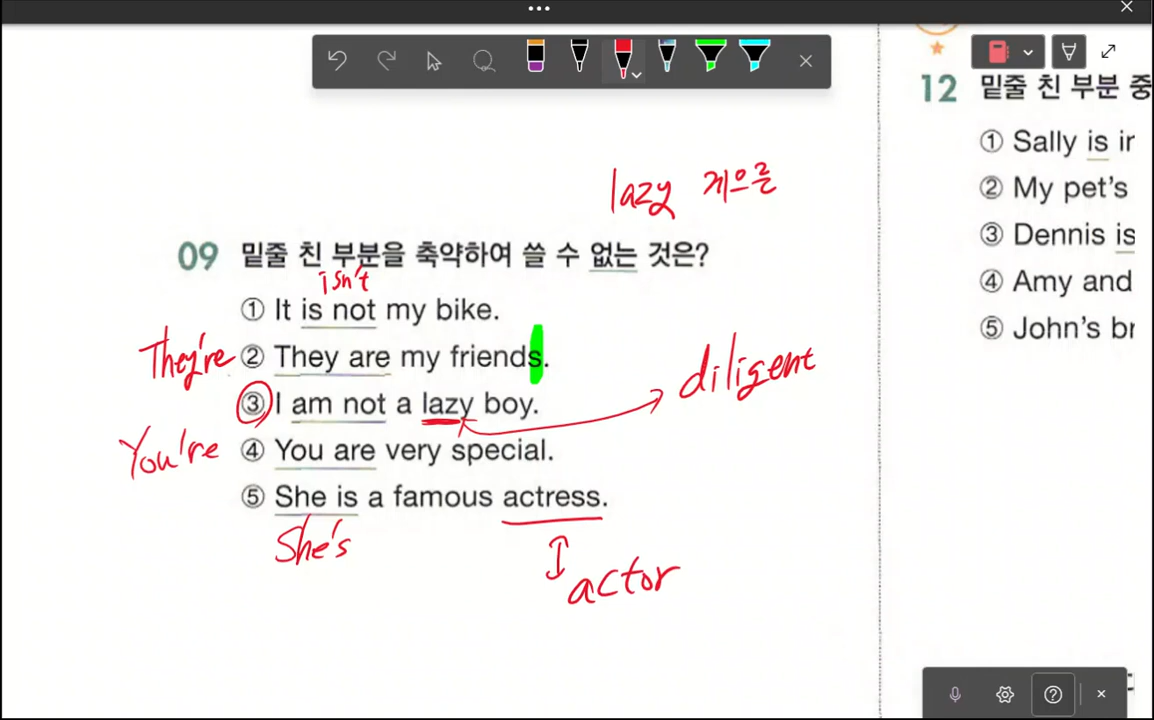 lazy 게으른
09 밑줄 친 부분을 축약하여 쓸 수 없는 것은?
isn't
① It is not my bike.
They're ② They are my friends.
diligent
③ I am not a lazy boy.
You're ④ You are very special.
⑤ She is a famous actress.
She's
actor
12 밑줄 친 부분 중
① Sally is in
② My pet's
③ Dennis is
④ Amy and
⑤ John's br